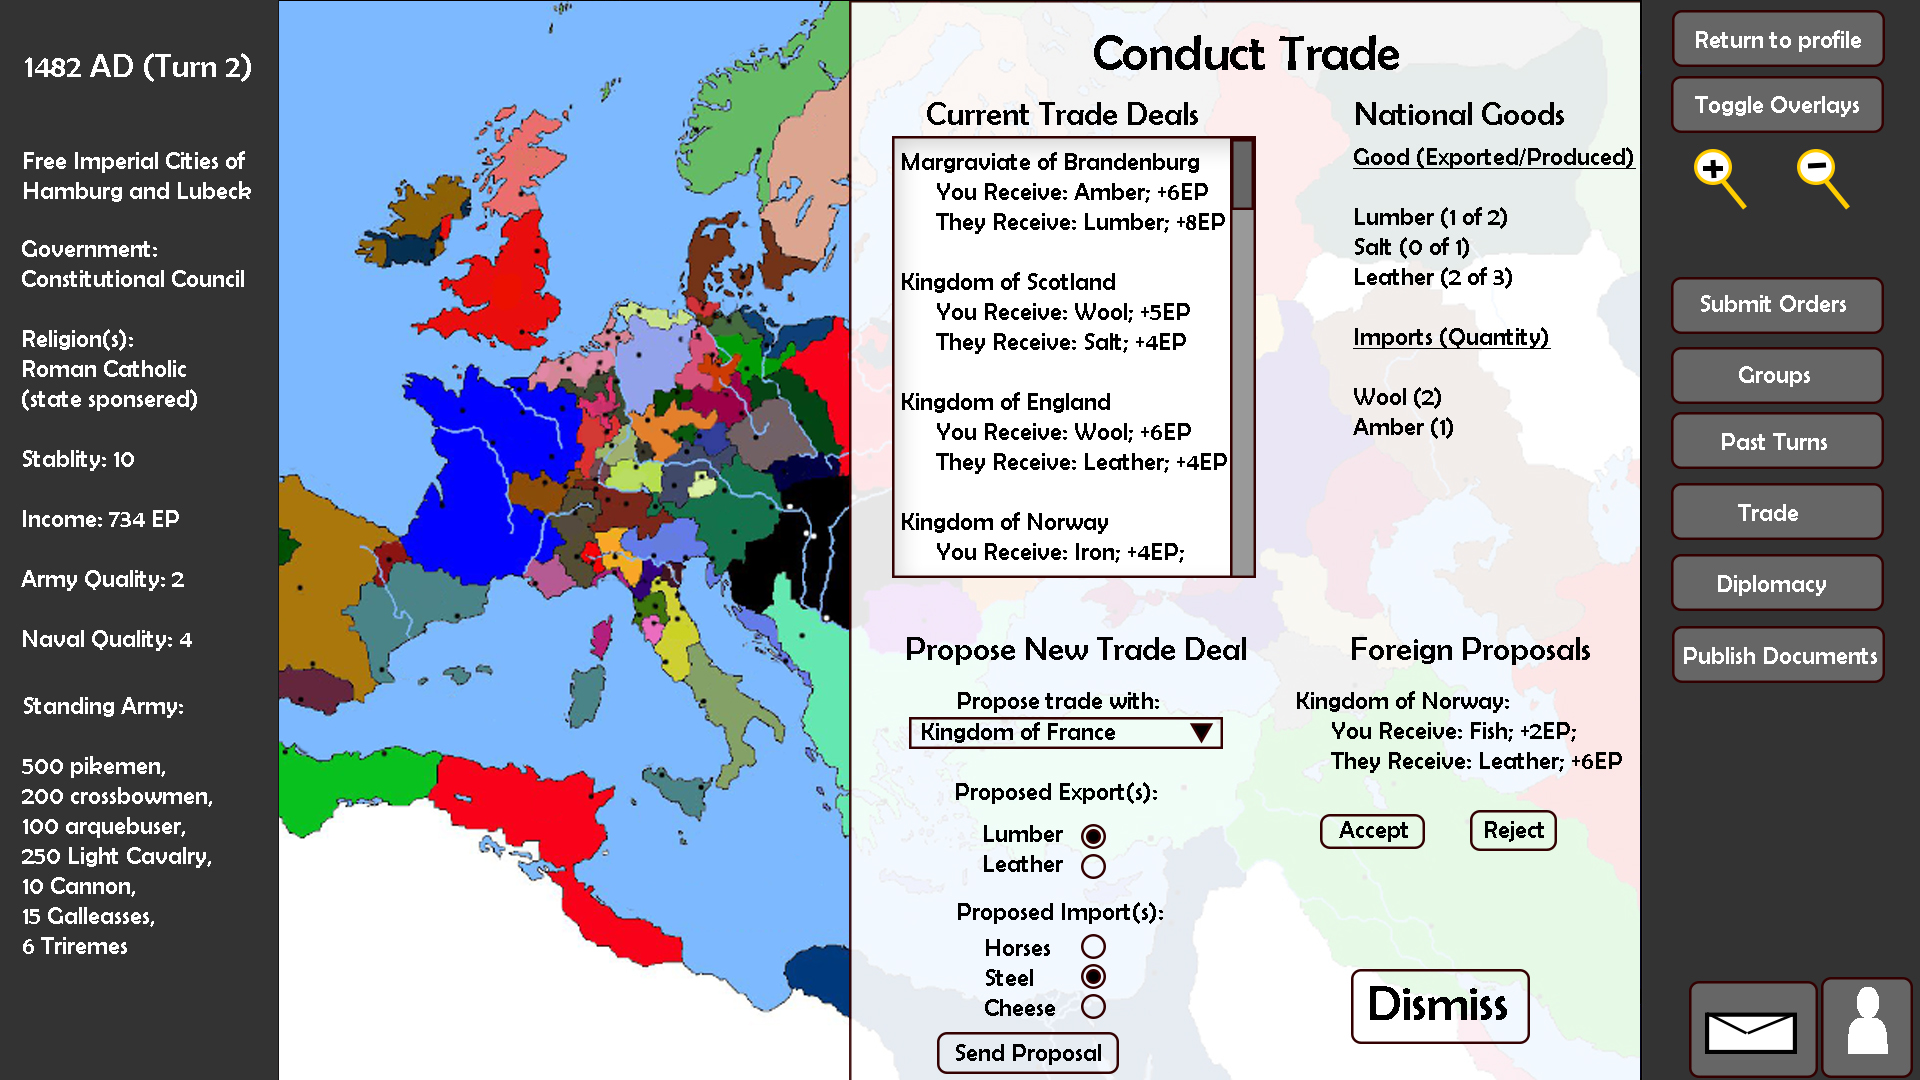 1482 AD (Turn 2)
Free Imperial Cities of
Hamburg and Lubeck
Government:
Constitutional Council
Religion(s):
Roman Catholic
(state sponsered)
Stablity: 10
Income: 734 EP
Army Quality: 2
Naval Quality: 4
Standing Army:
500 pikemen,
200 crossbowmen,
100 arquebuser,
250 Light Cavalry,
10 Cannon,
15 Galleasses,
6 Triremes
Conduct Trade
Current Trade Deals
Margraviate of Brandenburg
You Receive: Amber; +6EP
They Receive: Lumber; +8EP
Kingdom of Scotland
You Receive: Wool; +5EP
They Receive: Salt; +4EP
Kingdom of England
You Receive: Wool; +6EP
They Receive: Leather; +4EP
Kingdom of Norway
You Receive: Iron; +4EP;
National Goods
Good (Exported/Produced)
Lumber (1 of 2)
Salt (0 of 1)
Leather (2 of 3)
Imports (Quantity)
Wool (2)
Amber (1)
Propose New Trade Deal
Propose trade with:
Kingdom of France
Proposed Export(s):
Lumber
Leather
Proposed Import(s):
Horses
Steel
Cheese
Send Proposal
Foreign Proposals
Kingdom of Norway:
You Receive: Fish; +2EP;
They Receive: Leather; +6EP
Accept
Reject
Dismiss
Return to profile
Toggle Overlays
Submit Orders
Groups
Past Turns
Trade
Diplomacy
Publish Documents